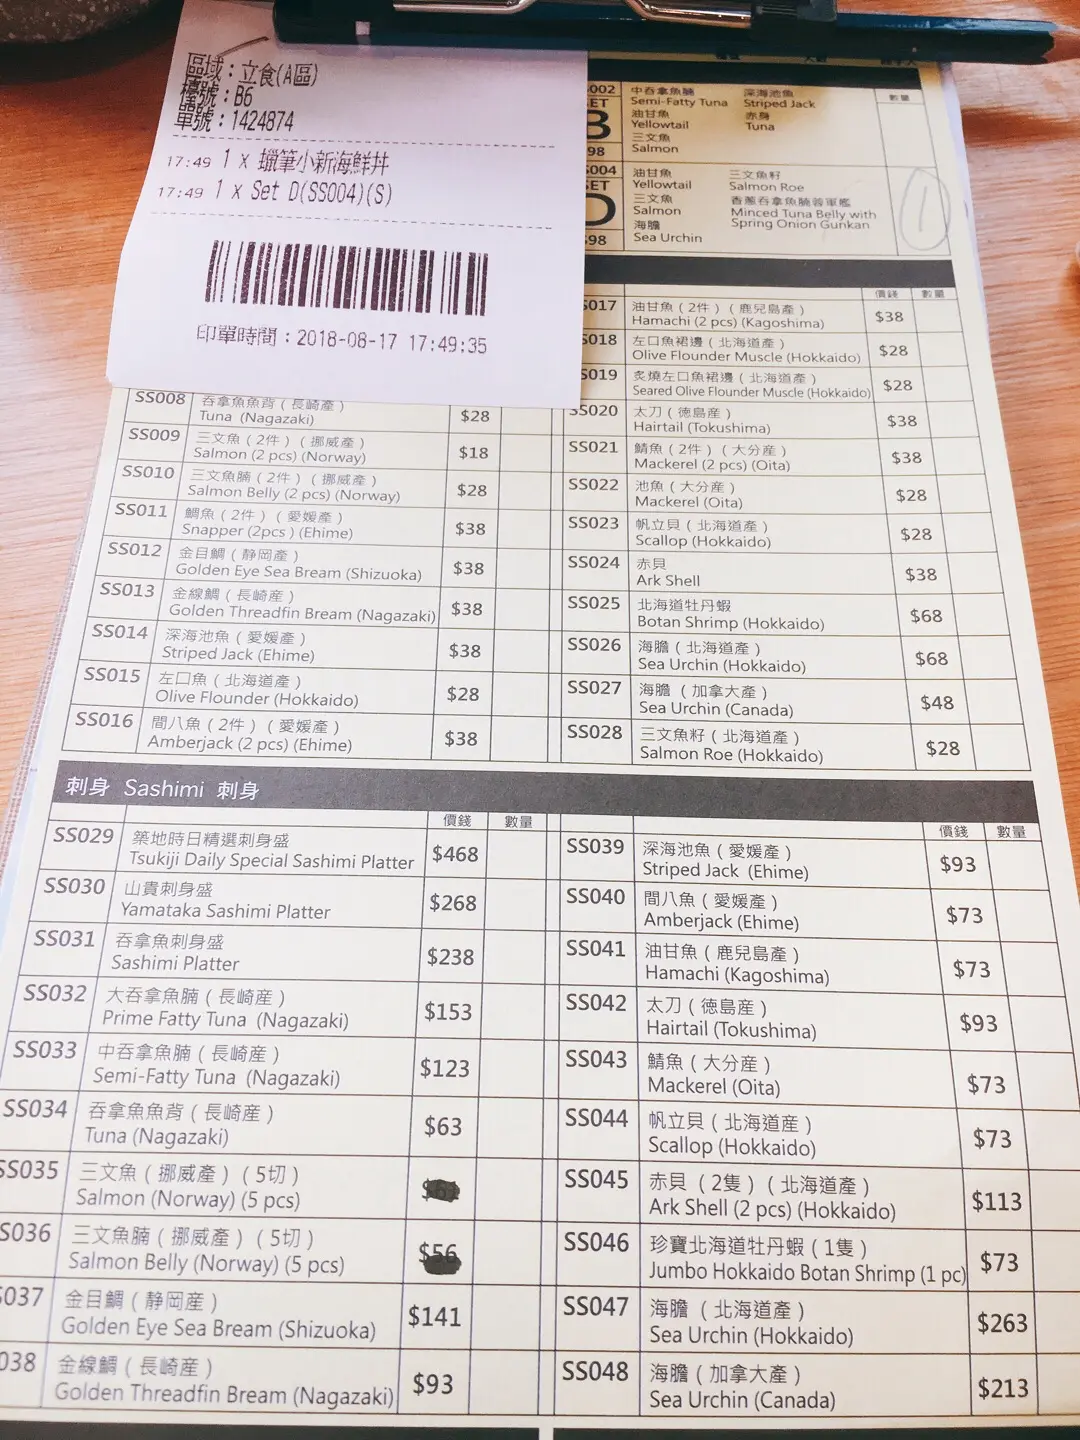 區域：立食(A區)
檯號：B6
單號：1424874
17:49 1 x 蠟筆小新海鮮丼
17:49 1 x Set D(SS004)(S)
印單時間：2018-08-17 17:49:35
002
ET
B
98
中吞拿魚腩
Semi-Fatty Tuna
油甘魚
Yellowtail
三文魚
Salmon
深海池魚
Striped Jack
赤身
Tuna
數量
S004
SET
D
98
油甘魚
Yellowtail
三文魚
Salmon
海膽
Sea Urchin
三文魚籽
Salmon Roe
香蔥吞拿魚腩蓉軍艦
Minced Tuna Belly with
Spring Onion Gunkan
1
SS008 吞拿魚魚背（長崎產）
Tuna (Nagazaki) $28
SS009 三文魚（2件）（挪威產）
Salmon (2 pcs) (Norway) $18
SS010 三文魚腩（2件）（挪威產）
Salmon Belly (2 pcs) (Norway) $28
SS011 鯛魚（2件）（愛媛產）
Snapper (2pcs ) (Ehime) $38
SS012 金目鯛（静岡產）
Golden Eye Sea Bream (Shizuoka) $38
SS013 金線鯛（長崎產）
Golden Threadfin Bream (Nagazaki) $38
SS014 深海池魚（愛媛產）
Striped Jack (Ehime) $38
SS015 左口魚（北海道產）
Olive Flounder (Hokkaido) $28
SS016 間八魚（2件）（愛媛產）
Amberjack (2 pcs) (Ehime) $38
價錢 數量
S017 油甘魚（2件）（鹿兒島產）
Hamachi (2 pcs) (Kagoshima) $38
S018 左口魚裙邊（北海道產）
Olive Flounder Muscle (Hokkaido) $28
S019 炙燒左口魚裙邊（北海道產）
Seared Olive Flounder Muscle (Hokkaido) $28
SS020 太刀（徳島産）
Hairtail (Tokushima) $38
SS021 鯖魚（2件）（大分産）
Mackerel (2 pcs) (Oita) $38
SS022 池魚（大分産）
Mackerel (Oita) $28
SS023 帆立貝（北海道產）
Scallop (Hokkaido) $28
SS024 赤貝
Ark Shell $38
SS025 北海道牡丹蝦
Botan Shrimp (Hokkaido) $68
SS026 海膽（北海道產）
Sea Urchin (Hokkaido) $68
SS027 海膽（加拿大產）
Sea Urchin (Canada) $48
SS028 三文魚籽（北海道產）
Salmon Roe (Hokkaido) $28
刺身 Sashimi 刺身
價錢 數量
SS029 築地時日精選刺身盛
Tsukiji Daily Special Sashimi Platter $468
SS030 山貴刺身盛
Yamataka Sashimi Platter $268
SS031 吞拿魚刺身盛
Sashimi Platter $238
SS032 大吞拿魚腩（長崎産）
Prime Fatty Tuna (Nagazaki) $153
SS033 中吞拿魚腩（長崎産）
Semi-Fatty Tuna (Nagazaki) $123
SS034 吞拿魚魚背（長崎産）
Tuna (Nagazaki) $63
SS035 三文魚（挪威產）（5切）
Salmon (Norway) (5 pcs)
S036 三文魚腩（挪威產）（5切）
Salmon Belly (Norway) (5 pcs) $56
037 金目鯛（静岡產）
Golden Eye Sea Bream (Shizuoka) $141
038 金線鯛（長崎產）
Golden Threadfin Bream (Nagazaki) $93
價錢 數量
SS039 深海池魚（愛媛產）
Striped Jack (Ehime) $93
SS040 間八魚（愛媛產）
Amberjack (Ehime) $73
SS041 油甘魚（鹿兒島產）
Hamachi (Kagoshima) $73
SS042 太刀（徳島産）
Hairtail (Tokushima) $93
SS043 鯖魚（大分産）
Mackerel (Oita) $73
SS044 帆立貝（北海道産）
Scallop (Hokkaido) $73
SS045 赤貝（2隻）（北海道產）
Ark Shell (2 pcs) (Hokkaido) $113
SS046 珍寶北海道牡丹蝦（1隻）
Jumbo Hokkaido Botan Shrimp (1 pc) $73
SS047 海膽（北海道產）
Sea Urchin (Hokkaido) $263
SS048 海膽（加拿大產）
Sea Urchin (Canada) $213